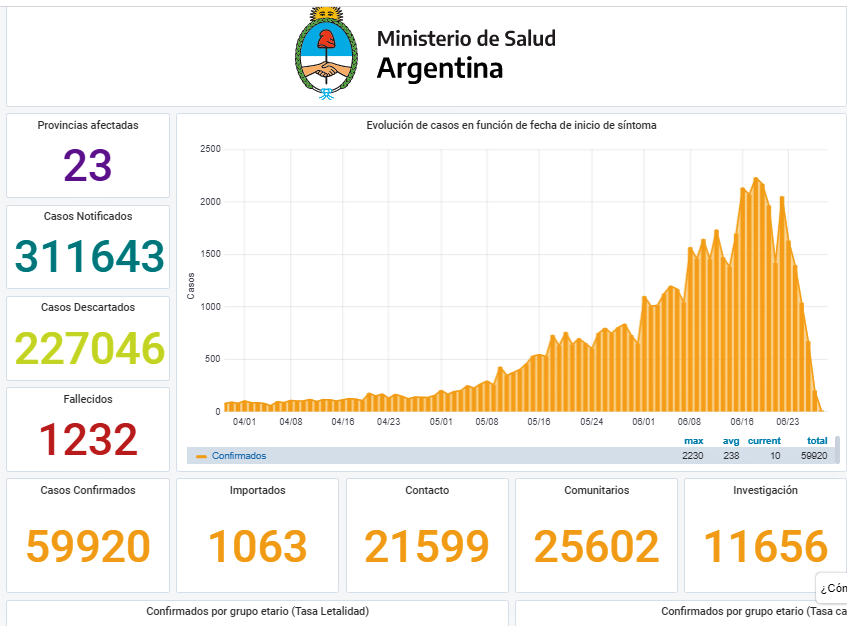 Ministerio de Salud
Argentina
Provincias afectadas
23
Casos Notificados
311643
Casos Descartados
227046
Fallecidos
1232
Evolución de casos en función de fecha de inicio de síntoma
2500
2000
1500
1000
500
0
Casos
04/01 04/08 04/16 04/23 05/01 05/08 05/16 05/24 06/01 06/08 06/16 06/23
max avg current total
Confirmados 2230 238 10 59920
Casos Confirmados
59920
Importados
1063
Contacto
21599
Comunitarios
25602
Investigación
11656
¿Cón
Confirmados por grupo etario (Tasa Letalidad)
Confirmados por grupo etario (Tasa ca